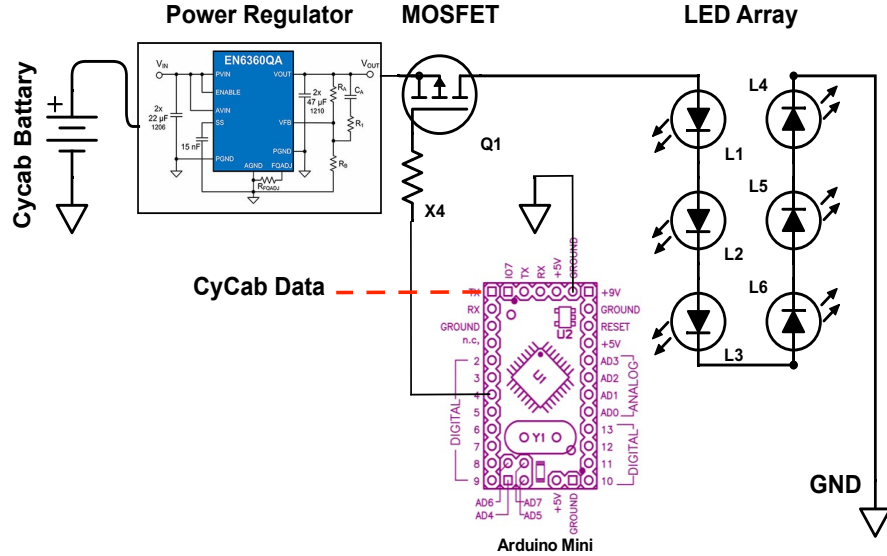 Power Regulator
MOSFET
LED Array
Cycab Battary
+
EN6360QA
VIN
PVIN
ENABLE
AVIN
SS
PGND
AGND
FQADJ
VOUT
VFB
PGND
VOUT
2x
22 µF
1206
15 nF
2x
47 µF
1210
RA
CA
R1
RB
RFQADJ
Q1
X4
L1
L2
L3
L4
L5
L6
GND
CyCab Data
IO7
TX
RX
+5V
GROUND
TX
RX
GROUND
n.c,
2
3
4
5
6
7
8
9
DIGITAL
+9V
GROUND
RESET
+5V
AD3
AD2
AD1
AD0
ANALOG
13
12
11
10
DIGITAL
U2
U1
Y1
AD6
AD4
AD7
AD5
+5V
GROUND
Arduino Mini